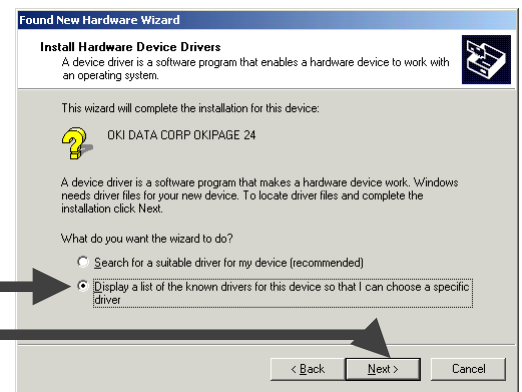 Found New Hardware Wizard
Install Hardware Device Drivers
A device driver is a software program that enables a hardware device to work with
an operating system.
This wizard will complete the installation for this device:
OKI DATA CORP OKIPAGE 24
A device driver is a software program that makes a hardware device work. Windows
needs driver files for your new device. To locate driver files and complete the
installation click Next.
What do you want the wizard to do?
Search for a suitable driver for my device (recommended)
Display a list of the known drivers for this device so that I can choose a specific
driver
< Back Next > Cancel